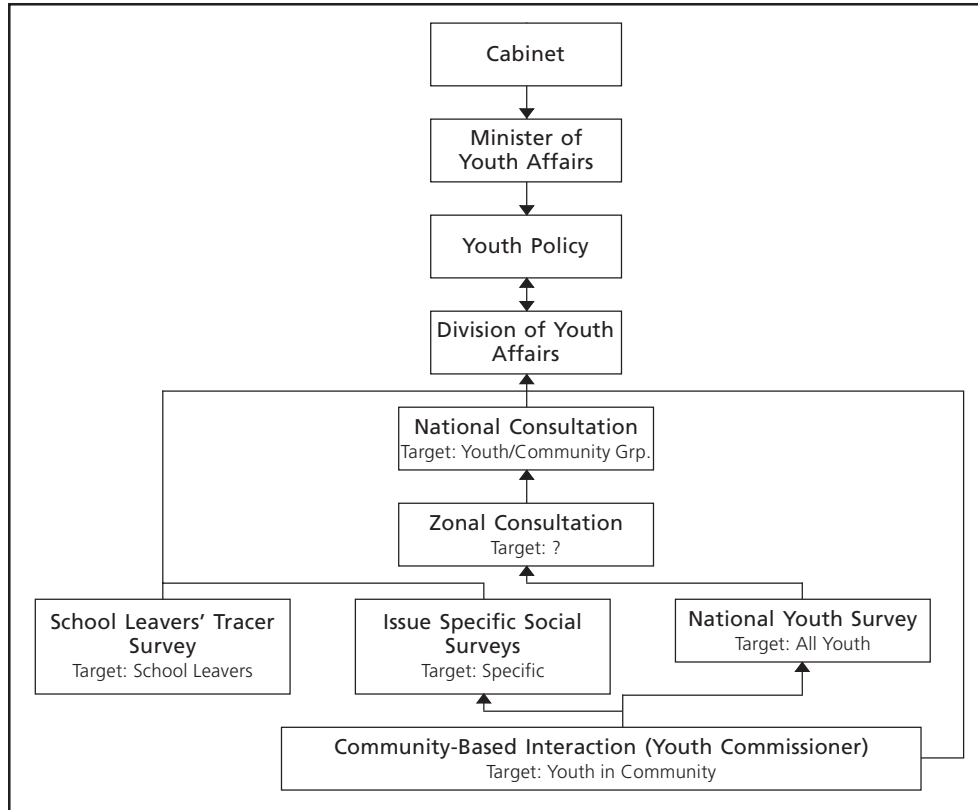 Cabinet
Minister of
Youth Affairs
Youth Policy
Division of Youth
Affairs
National Consultation
Target: Youth/Community Grp.
Zonal Consultation
Target: ?
School Leavers' Tracer
Survey
Target: School Leavers
Issue Specific Social
Surveys
Target: Specific
National Youth Survey
Target: All Youth
Community-Based Interaction (Youth Commissioner)
Target: Youth in Community